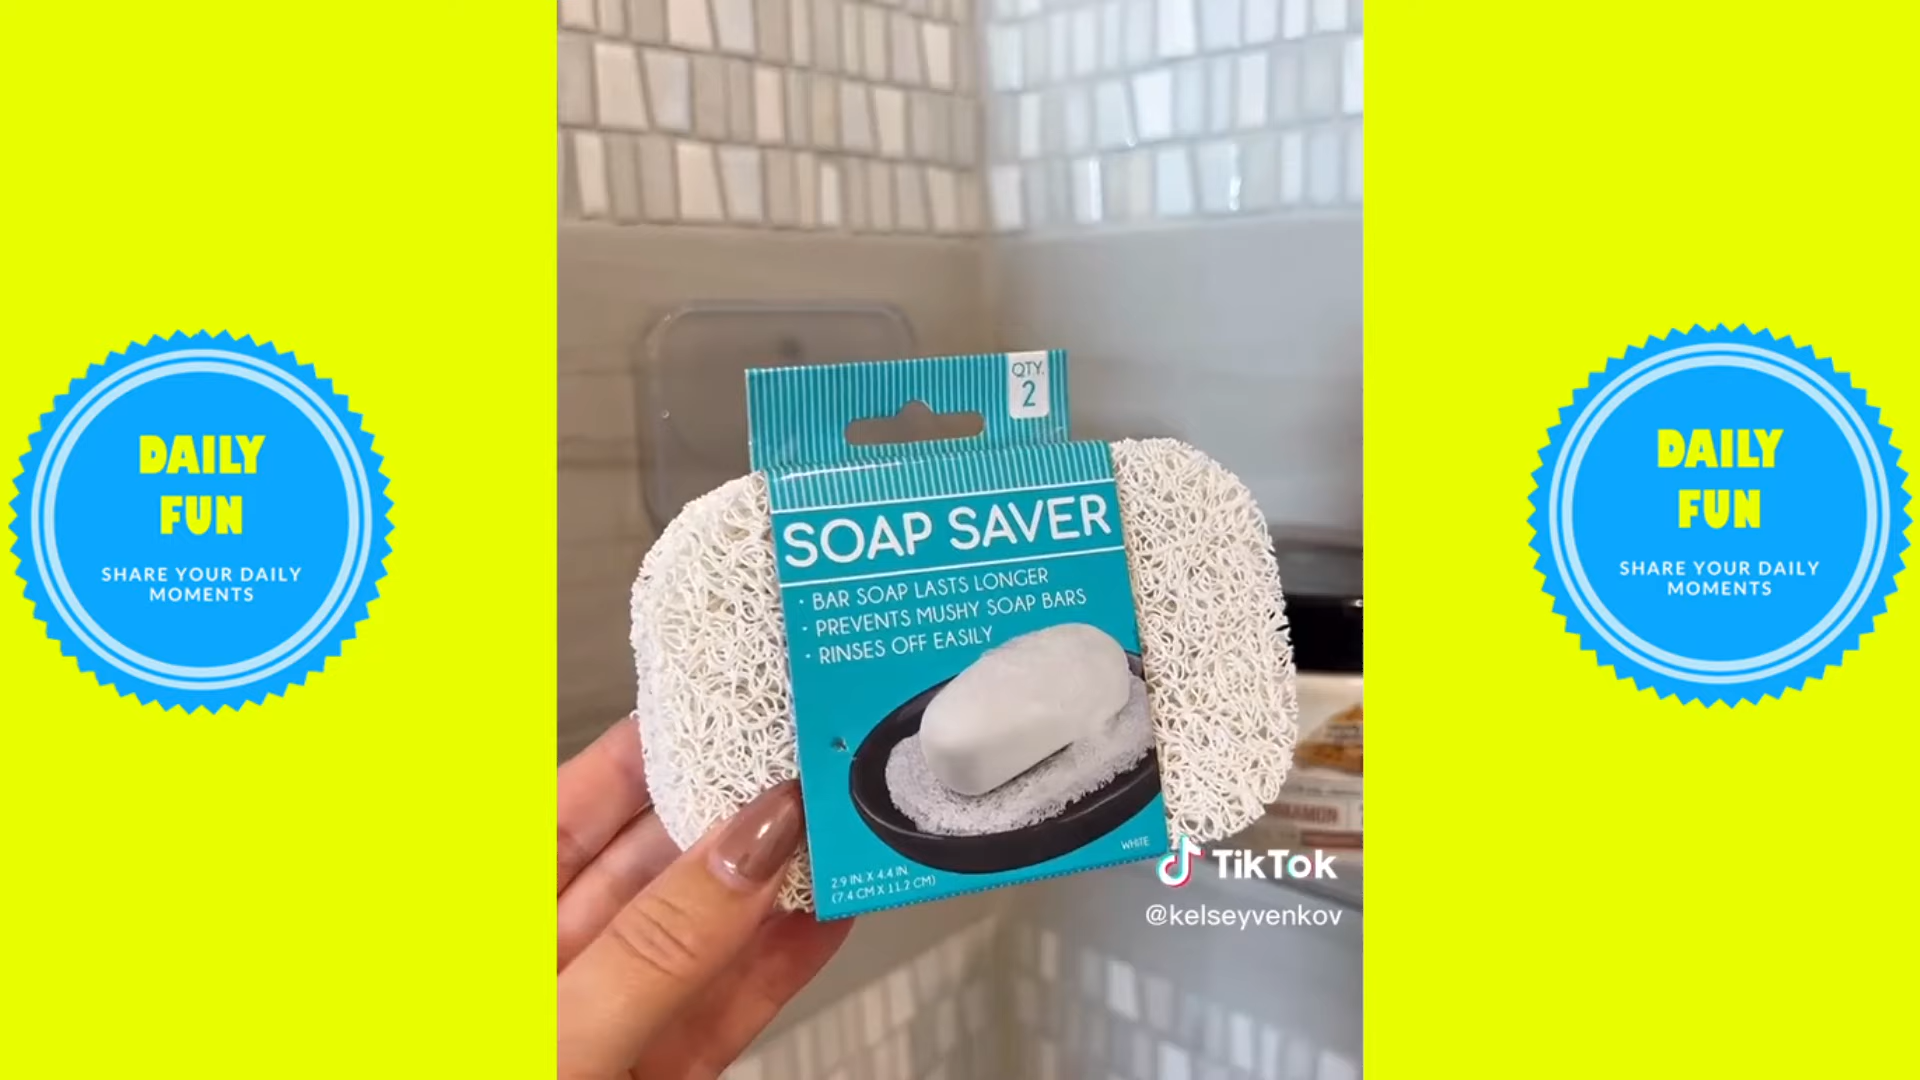 DAILY
FUN
SHARE YOUR DAILY
MOMENTS
QTY.
2
SOAP SAVER
· BAR SOAP LASTS LONGER
· PREVENTS MUSHY SOAP BARS
· RINSES OFF EASILY
WHITE
2.9 IN. X 4.4 IN.
(7.4 CM X 11.2 CM)
TikTok
@kelseyvenkov
DAILY
FUN
SHARE YOUR DAILY
MOMENTS